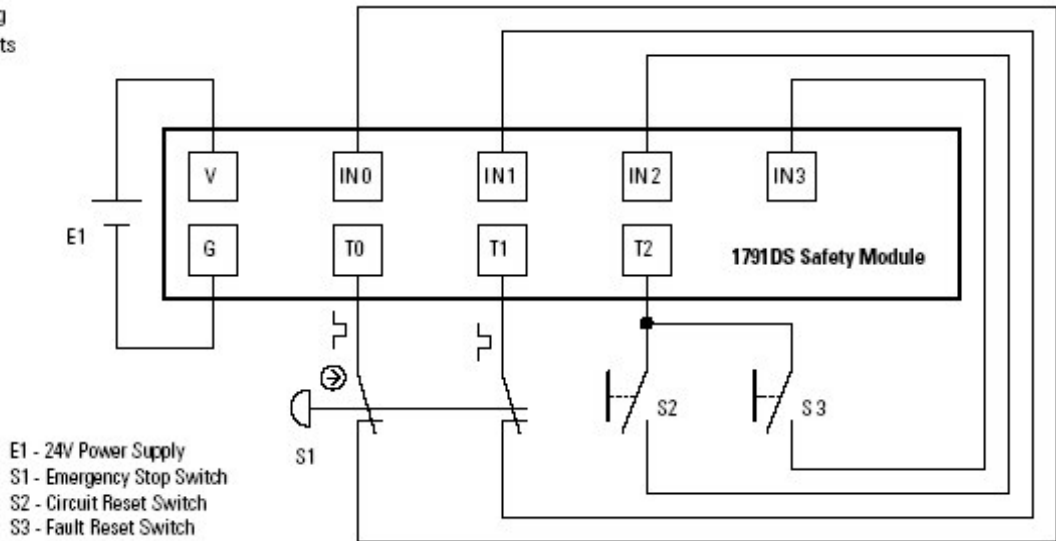 g
ts
V
IN0
IN1
IN2
IN3
E1
G
T0
T1
T2
1791DS Safety Module
S1
S2
S3
E1 - 24V Power Supply
S1 - Emergency Stop Switch
S2 - Circuit Reset Switch
S3 - Fault Reset Switch